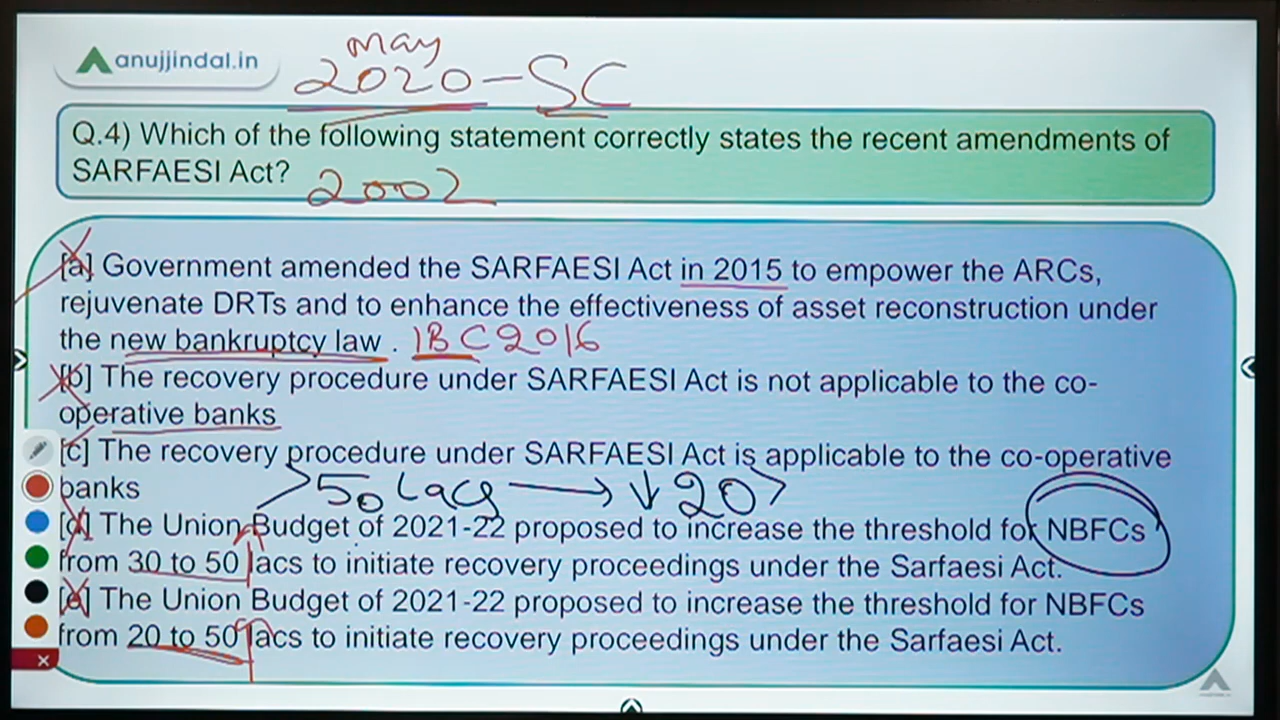 anujjindal.in
may
2020-SC
Q.4) Which of the following statement correctly states the recent amendments of
SARFAESI Act?
2002
[a] Government amended the SARFAESI Act in 2015 to empower the ARCs,
rejuvenate DRTs and to enhance the effectiveness of asset reconstruction under
the new bankruptcy law . IBC 2016
[b] The recovery procedure under SARFAESI Act is not applicable to the co-
operative banks
[c] The recovery procedure under SARFAESI Act is applicable to the co-operative
banks >50 lacs → ↓ 20>
[d] The Union Budget of 2021-22 proposed to increase the threshold for NBFCs
from 30 to 50 lacs to initiate recovery proceedings under the Sarfaesi Act.
[e] The Union Budget of 2021-22 proposed to increase the threshold for NBFCs
from 20 to 50 lacs to initiate recovery proceedings under the Sarfaesi Act.